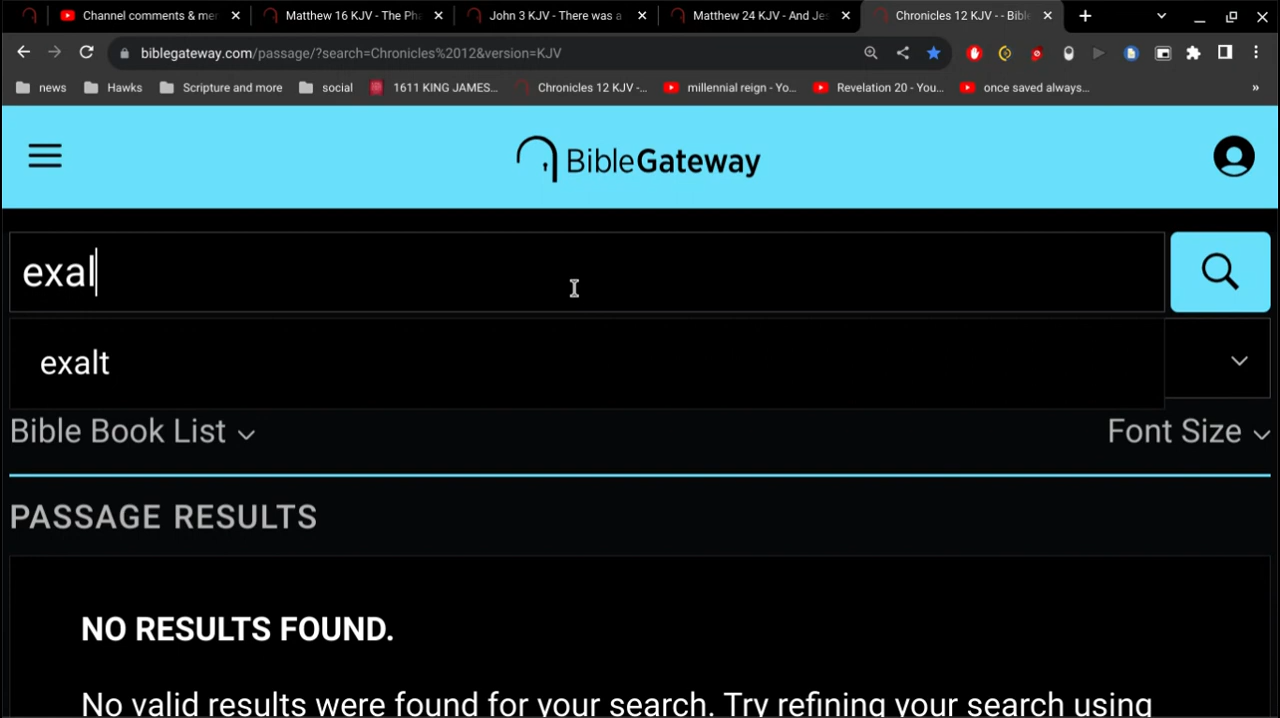 Channel comments & me
Matthew 16 KJV - The Pha
John 3 KJV - There was a
Matthew 24 KJV - And Jes
Chronicles 12 KJV - - Bibl
biblegateway.com/passage/?search=Chronicles%2012&version=KJV
news
Hawks
Scripture and more
social
1611 KING JAMES...
Chronicles 12 KJV -...
millennial reign - Yo...
Revelation 20 - You...
once saved always...
»
BibleGateway
exal
exalt
Bible Book List
Font Size
PASSAGE RESULTS
NO RESULTS FOUND.
No valid results were found for your search. Try refining your search using